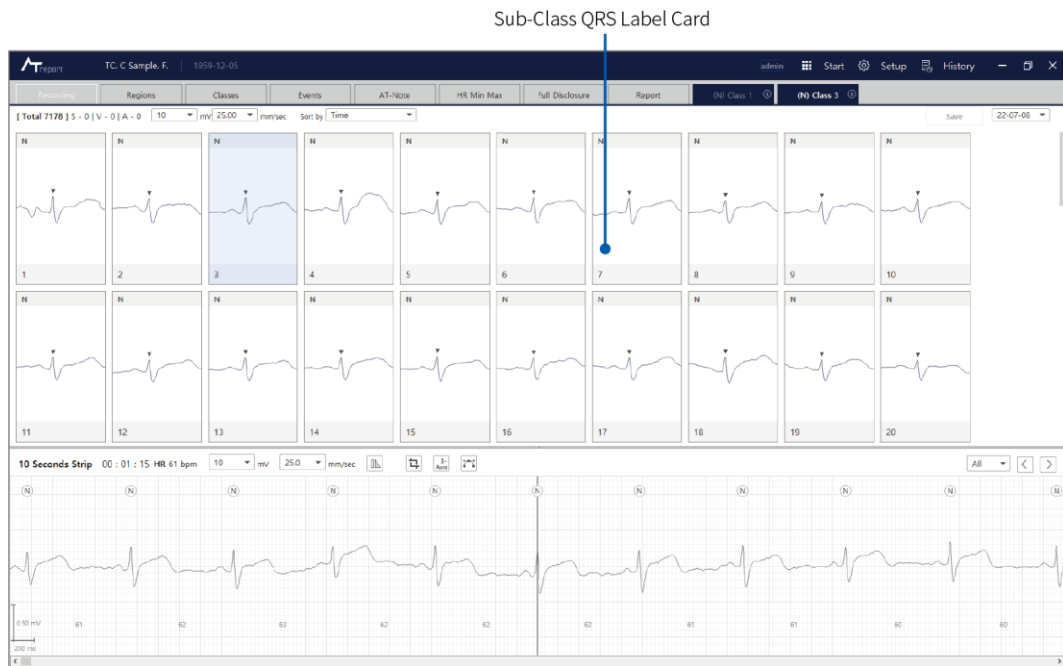 Sub-Class QRS Label Card
AT report TC. C Sample. F. 1959-12-05 admin Start Setup History
Recording Regions Classes Events AT-Note HR Min Max Full Disclosure Report (N) Class 1 (N) Class 3
[ Total 7178 ] S - 0 | V - 0 | A - 0 10 mV 25.00 mm/sec Sort by Time Save 22-07-08
N N N N N N N N N N
1 2 3 4 5 6 7 8 9 10
N N N N N N N N N N
11 12 13 14 15 16 17 18 19 20
10 Seconds Strip 00 : 01 : 15 HR 61 bpm 10 mV 25.0 mm/sec S-Axis All
N N N N N N N N N N N
0.50 mV 61 62 63 62 62 62 61 61 60 60
200 ms